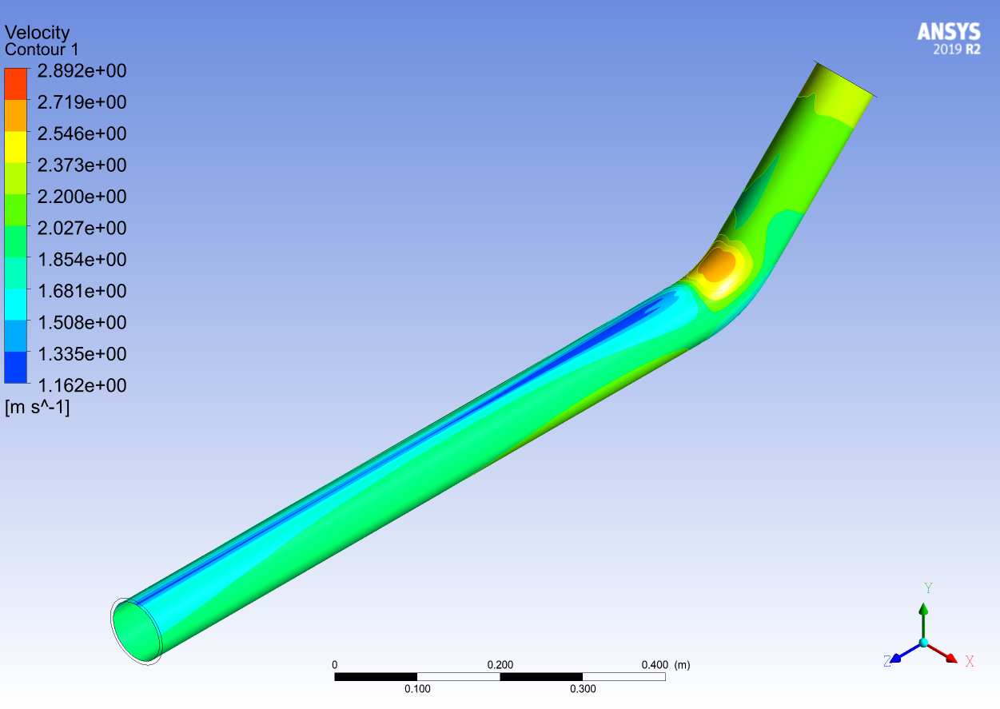 Velocity
Contour 1
2.892e+00
2.719e+00
2.546e+00
2.373e+00
2.200e+00
2.027e+00
1.854e+00
1.681e+00
1.508e+00
1.335e+00
1.162e+00
[m s^-1]
ANSYS
2019 R2
Y
Z
X
0 0.200 0.400 (m)
0.100 0.300